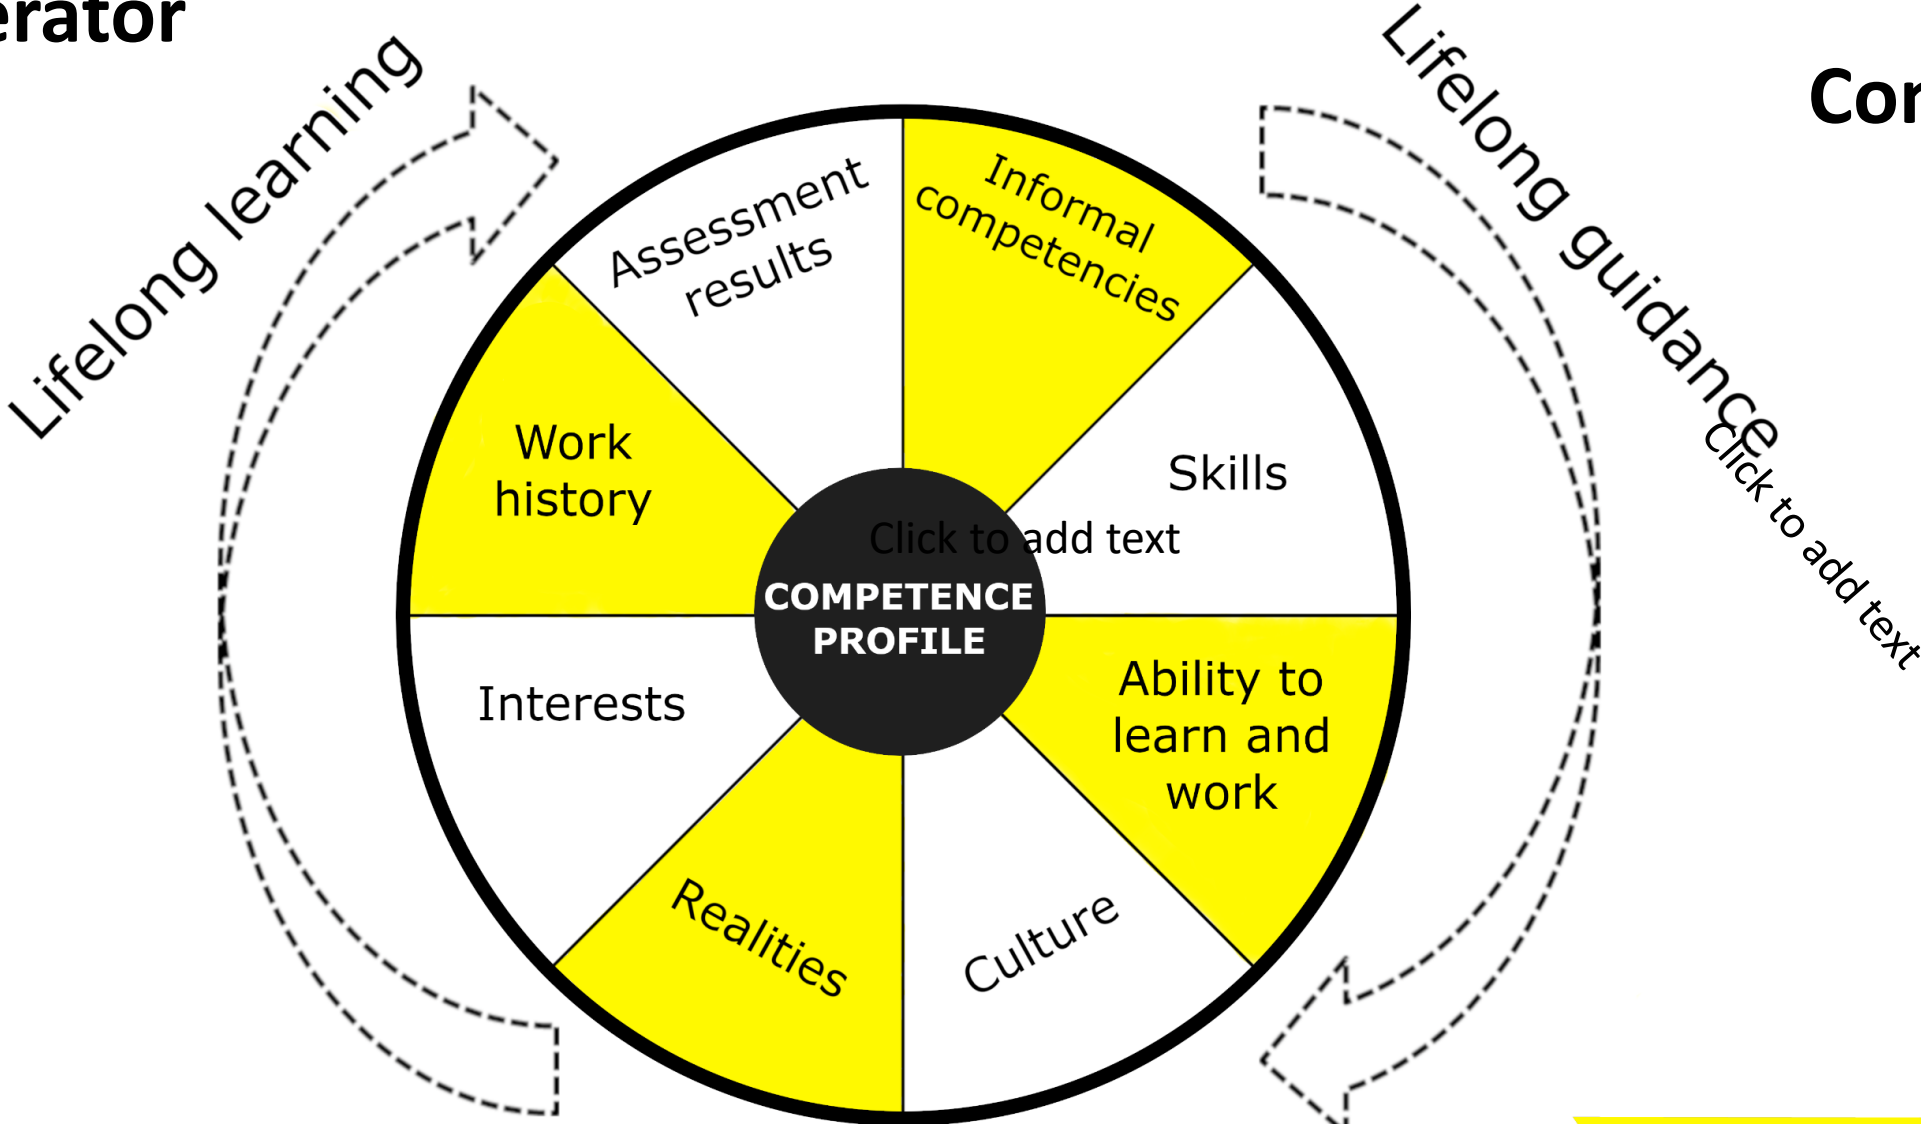 erator
Lifelong learning
Lifelong guidance
Cor
Assessment
results
Informal
competencies
Work
history
Skills
Click to add text
Click to add text
COMPETENCE
PROFILE
Interests
Ability to
learn and
work
Realities
Culture